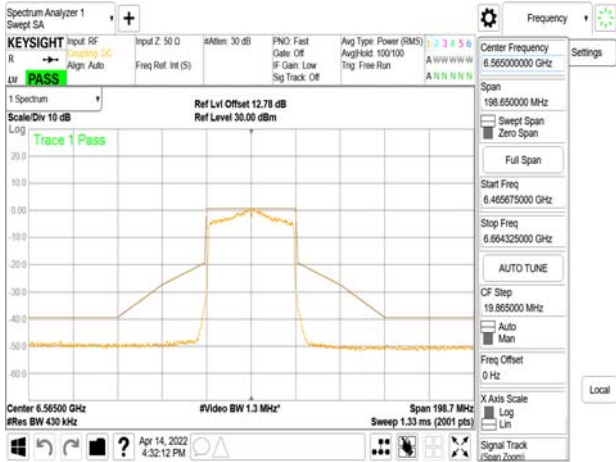 Spectrum Analyzer 1
Swept SA
Frequency
KEYSIGHT
R
LV
PASS
Input: RF
Coupling: DC
Align: Auto
Input Z: 50 Ω
Freq Ref: Int (S)
#Atten: 30 dB
PNO: Fast
Gate: Off
IF Gain: Low
Sig Track: Off
Avg Type: Power (RMS)
Avg|Hold: 100/100
Trig: Free Run
1 2 3 4 5 6
A W W W W W
A N N N N N
1 Spectrum
Scale/Div 10 dB
Ref Lvl Offset 12.78 dB
Ref Level 30.00 dBm
Log
Trace 1 Pass
20.0
10.0
0.00
-10.0
-20.0
-30.0
-40.0
-50.0
-60.0
Center 6.56500 GHz
#Res BW 430 kHz
#Video BW 1.3 MHz*
Span 198.7 MHz
Sweep 1.33 ms (2001 pts)
Apr 14, 2022
4:32:12 PM
?
Center Frequency
6.565000000 GHz
Span
198.650000 MHz
Swept Span
Zero Span
Full Span
Start Freq
6.465675000 GHz
Stop Freq
6.664325000 GHz
AUTO TUNE
CF Step
19.865000 MHz
Auto
Man
Freq Offset
0 Hz
X Axis Scale
Log
Lin
Signal Track
(Span Zoom)
Settings
Local